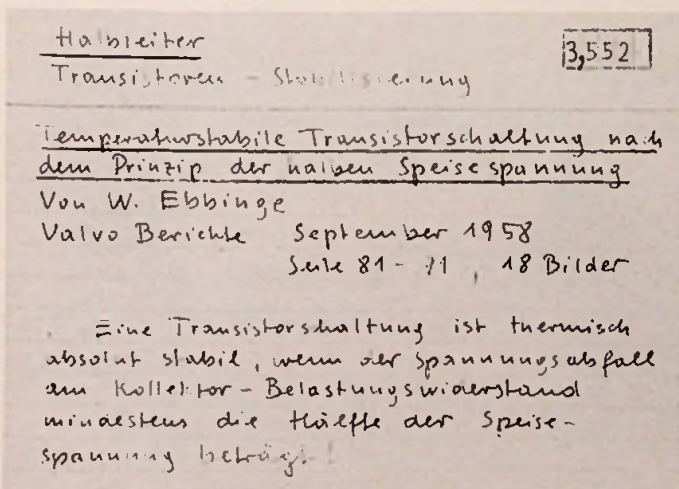 Halbleiter
3,552
Transistoren - Stabilisierung
Temperaturstabile Transistorschaltung nach
dem Prinzip der halben Speisespannung
Von W. Ebbinge
Valvo Berichte September 1958
Seite 81 - , 18 Bilder
Eine Transistorschaltung ist thermisch
absolut stabil, wenn der Spannungsabfall
am Kollektor - Belastungswiderstand
mindestens die Hälfte der Speise-
spannung beträgt.